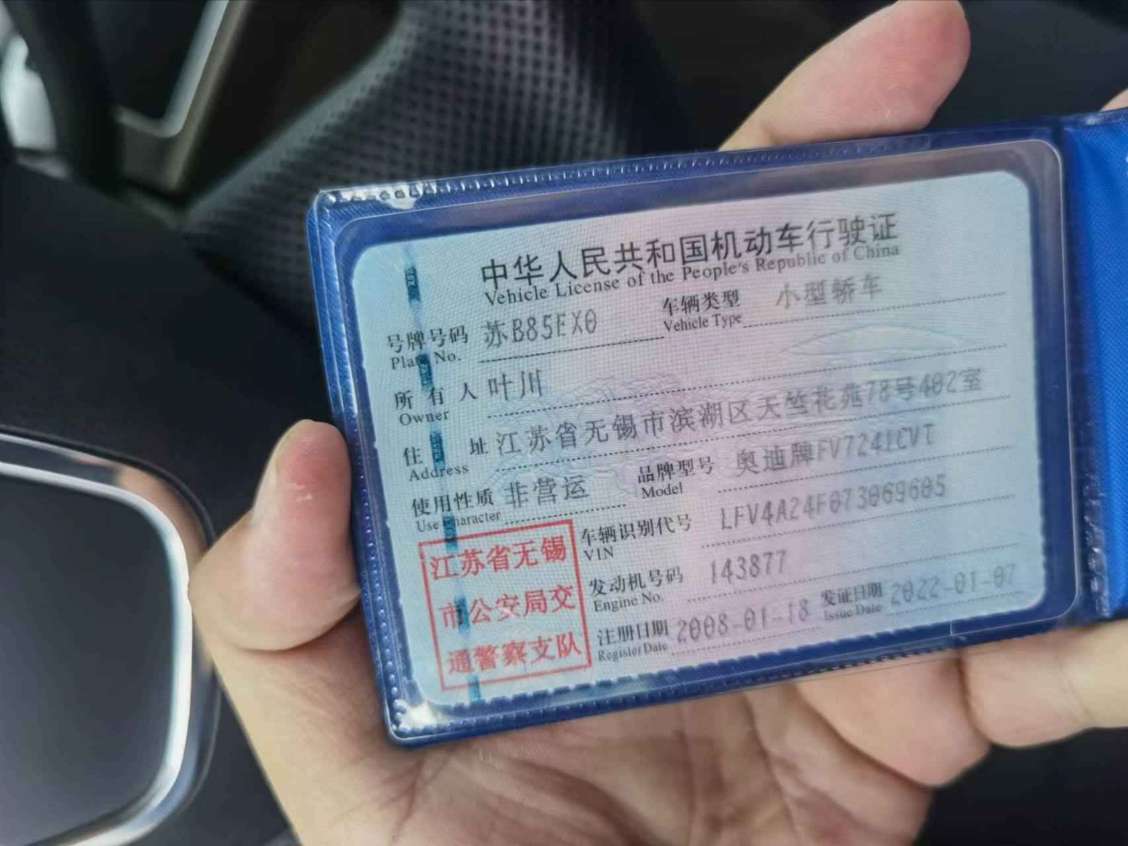 中华人民共和国机动车行驶证
Vehicle License of the People's Republic of China
号牌号码 苏B85EX0 车辆类型 小型轿车
Plate No. Vehicle Type
所有人 叶川
Owner
住址 江苏省无锡市滨湖区天竺花苑78号402室
Address
使用性质 非营运 品牌型号 奥迪牌FV7241CVT
Use Character Model
车辆识别代号 LFV4A24F073069605
VIN
发动机号码 143877
Engine No.
注册日期 2008-01-18 发证日期 2022-01-07
Register Date Issue Date
江苏省无锡
市公安局交
通警察支队